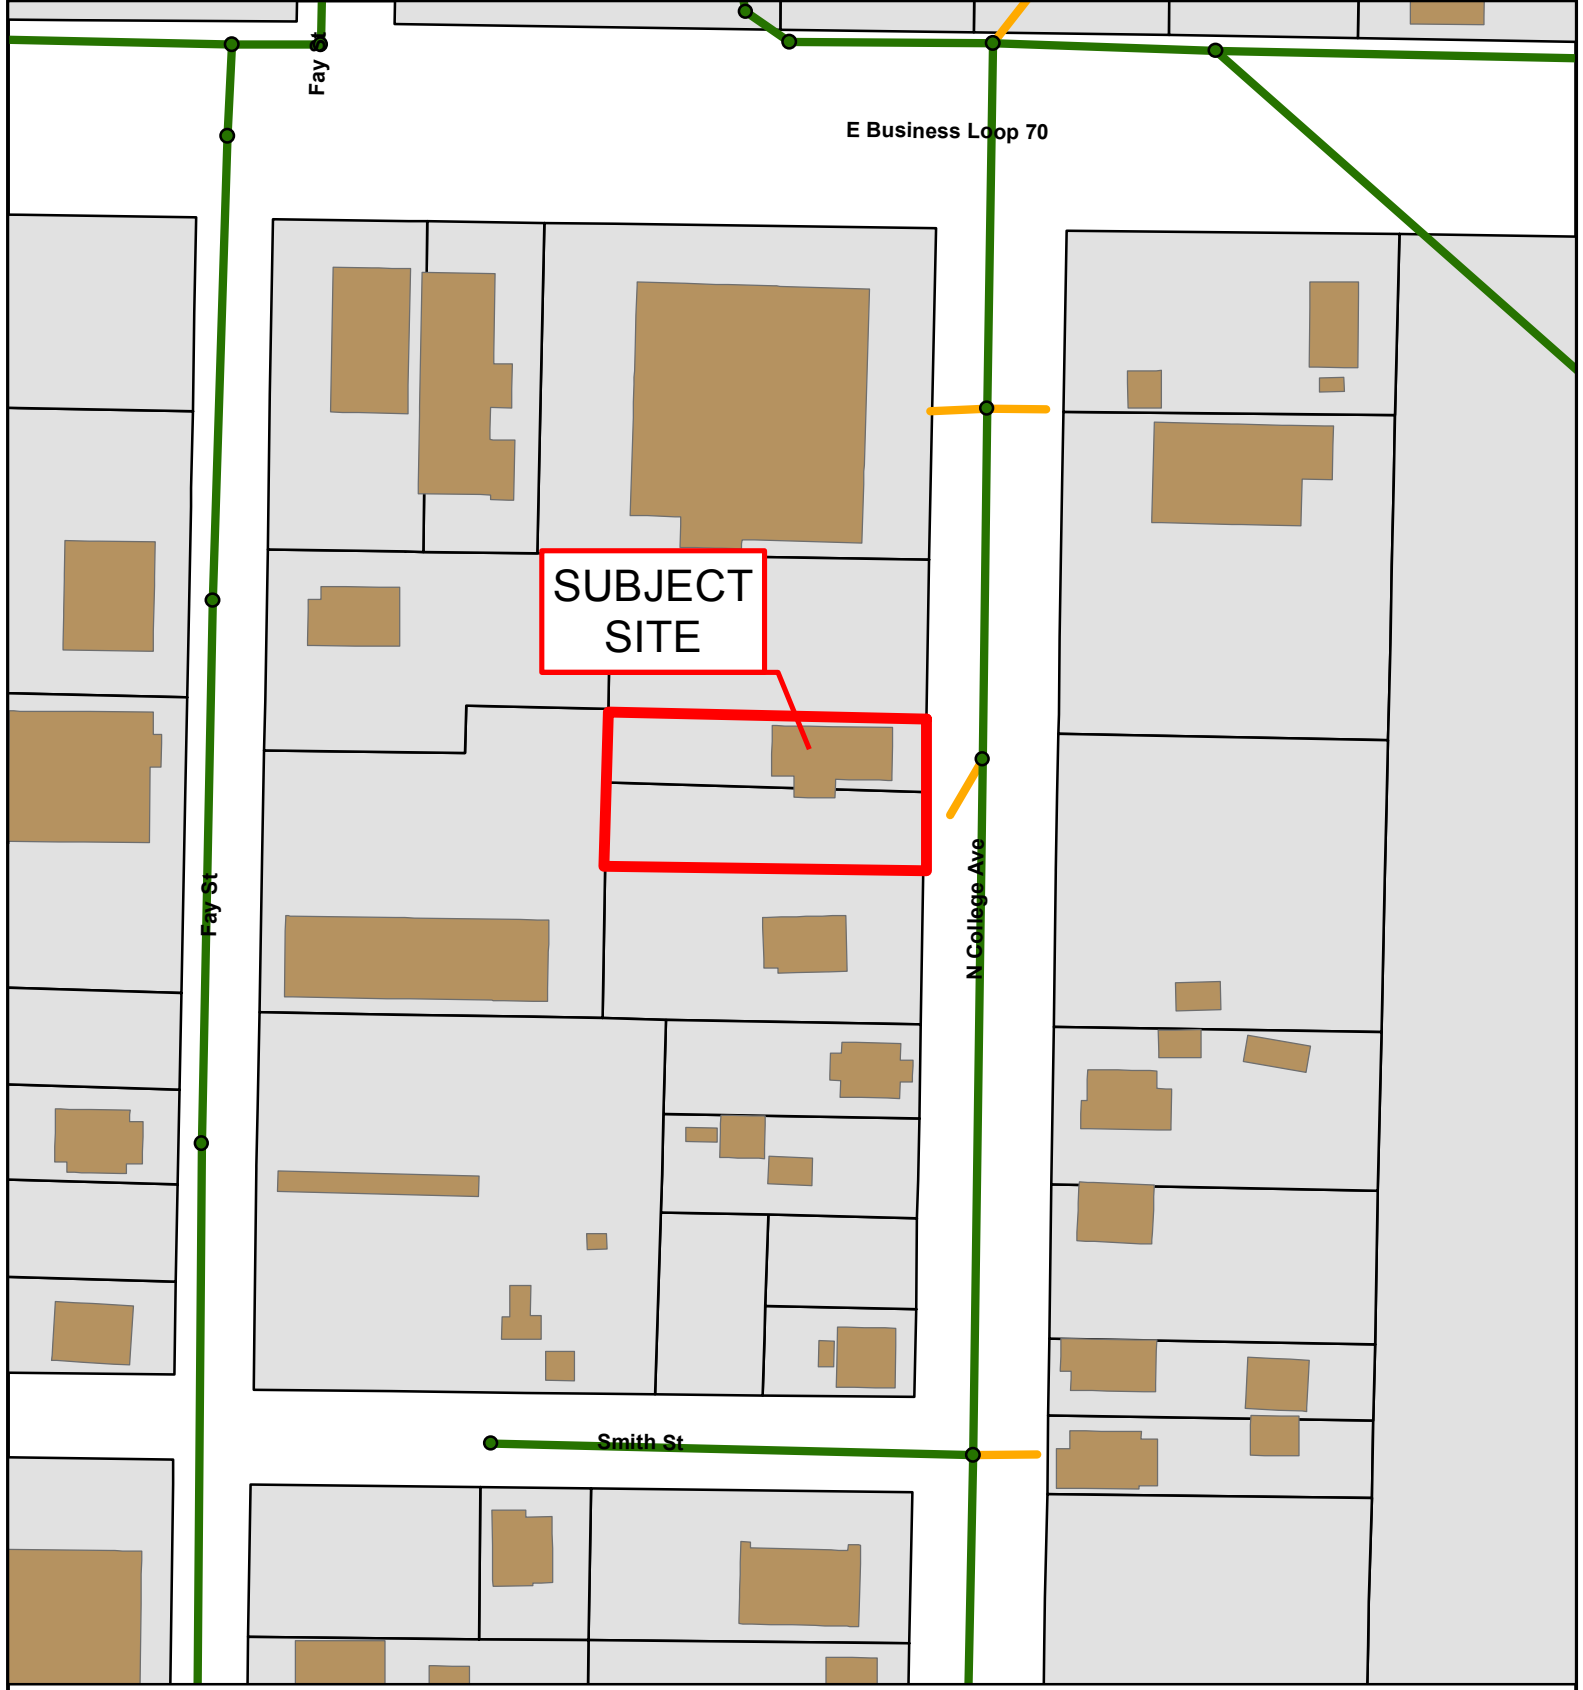 Fay St
E Business Loop 70
SUBJECT
SITE
Fay St
N College Ave
Smith St